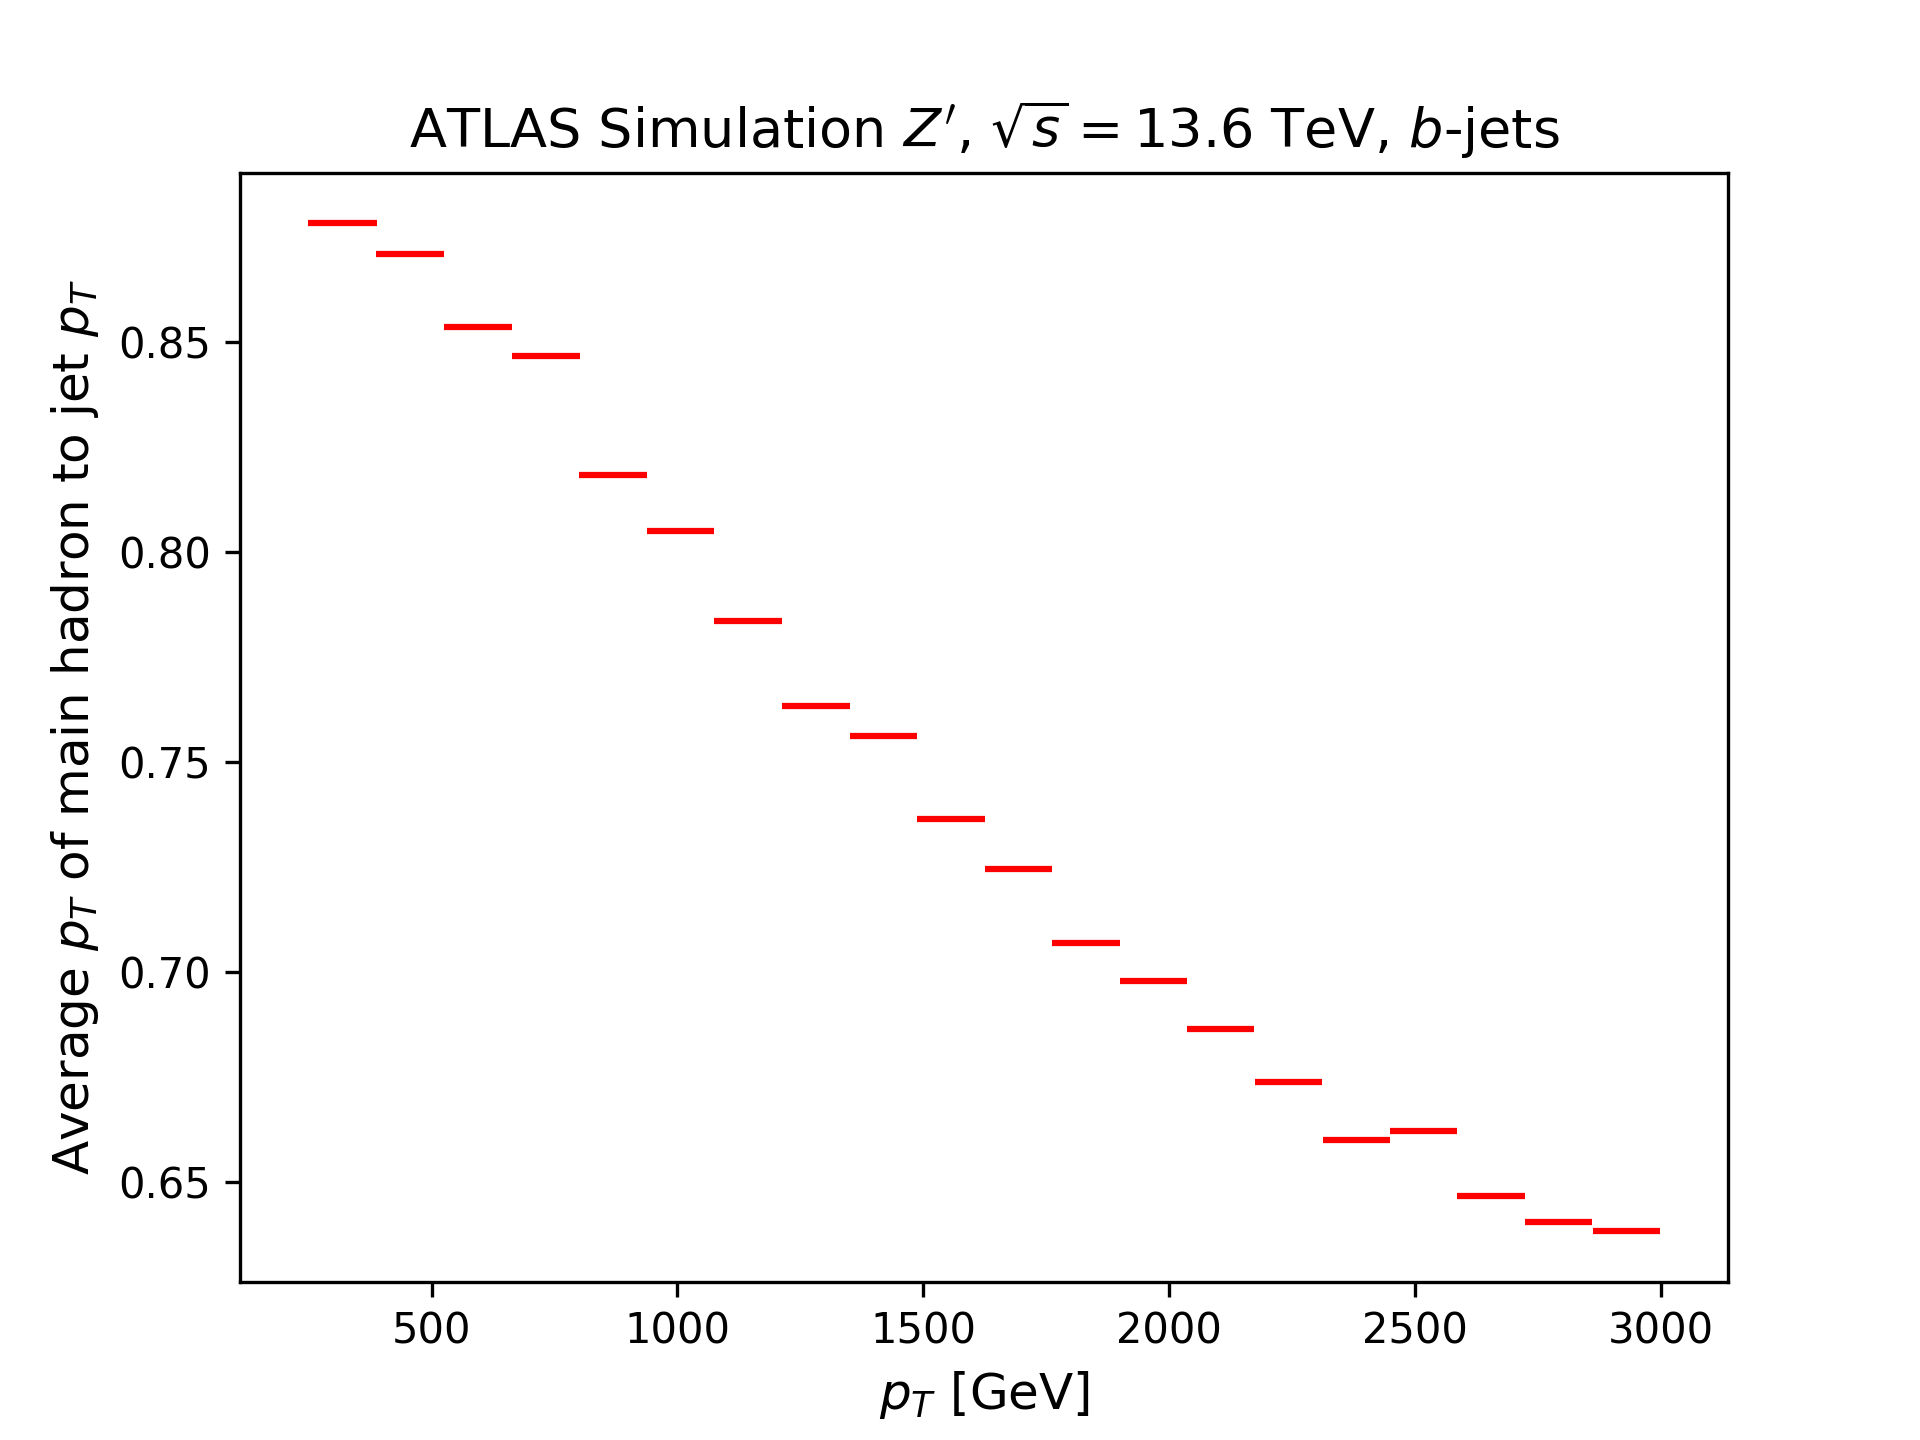 ATLAS Simulation Z′, √s = 13.6 TeV, b-jets
Average p_T of main hadron to jet p_T
0.85
0.80
0.75
0.70
0.65
500 1000 1500 2000 2500 3000
p_T [GeV]